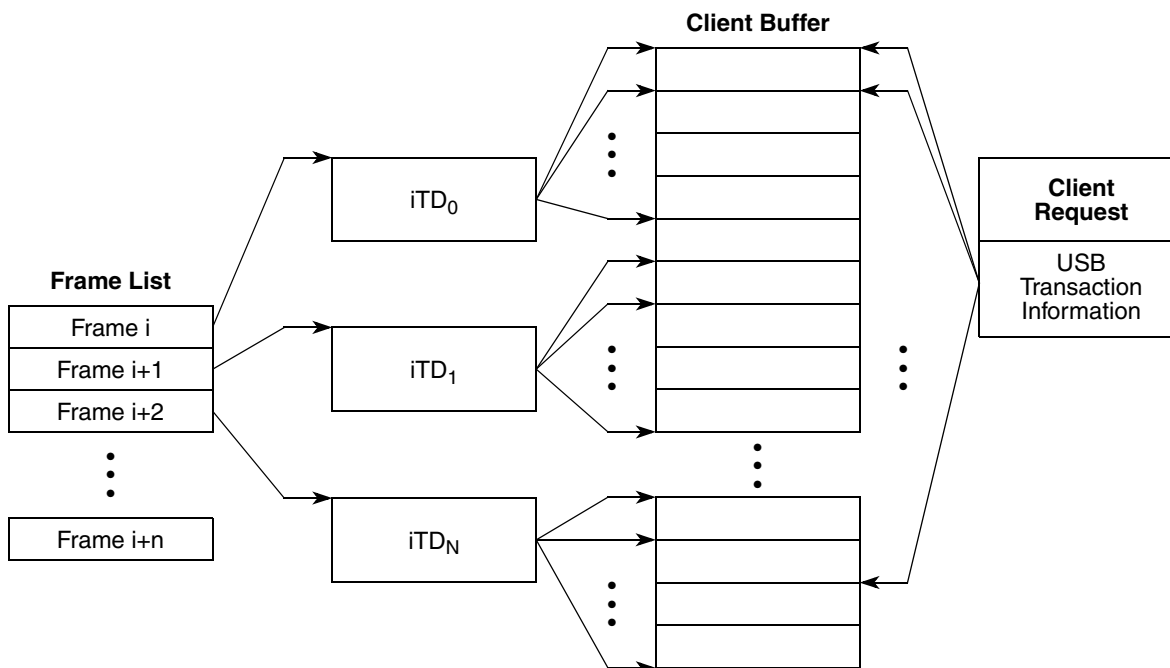 Client Buffer
iTD0
Client
Request
USB
Transaction
Information
Frame List
Frame i
Frame i+1
Frame i+2
Frame i+n
iTD1
iTDN